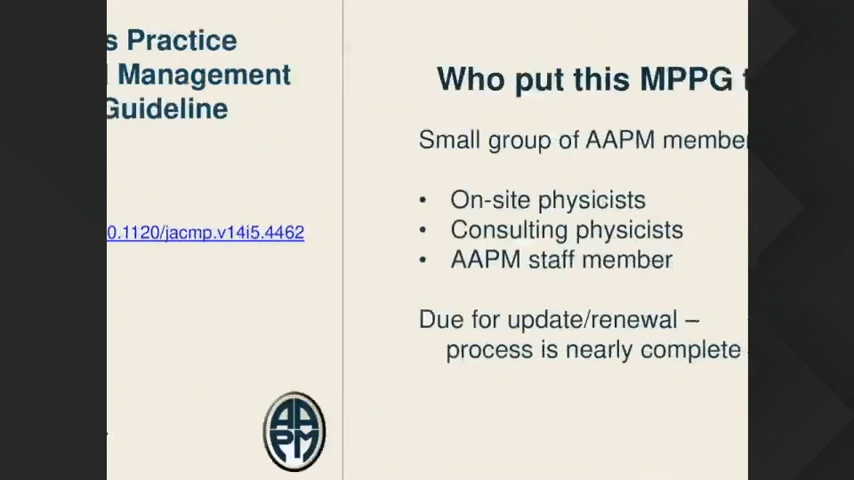 s Practice
Management
Guideline
0.1120/jacmp.v14i5.4462
AAPM
Who put this MPPG
Small group of AAPM member
• On-site physicists
• Consulting physicists
• AAPM staff member
Due for update/renewal –
process is nearly complete